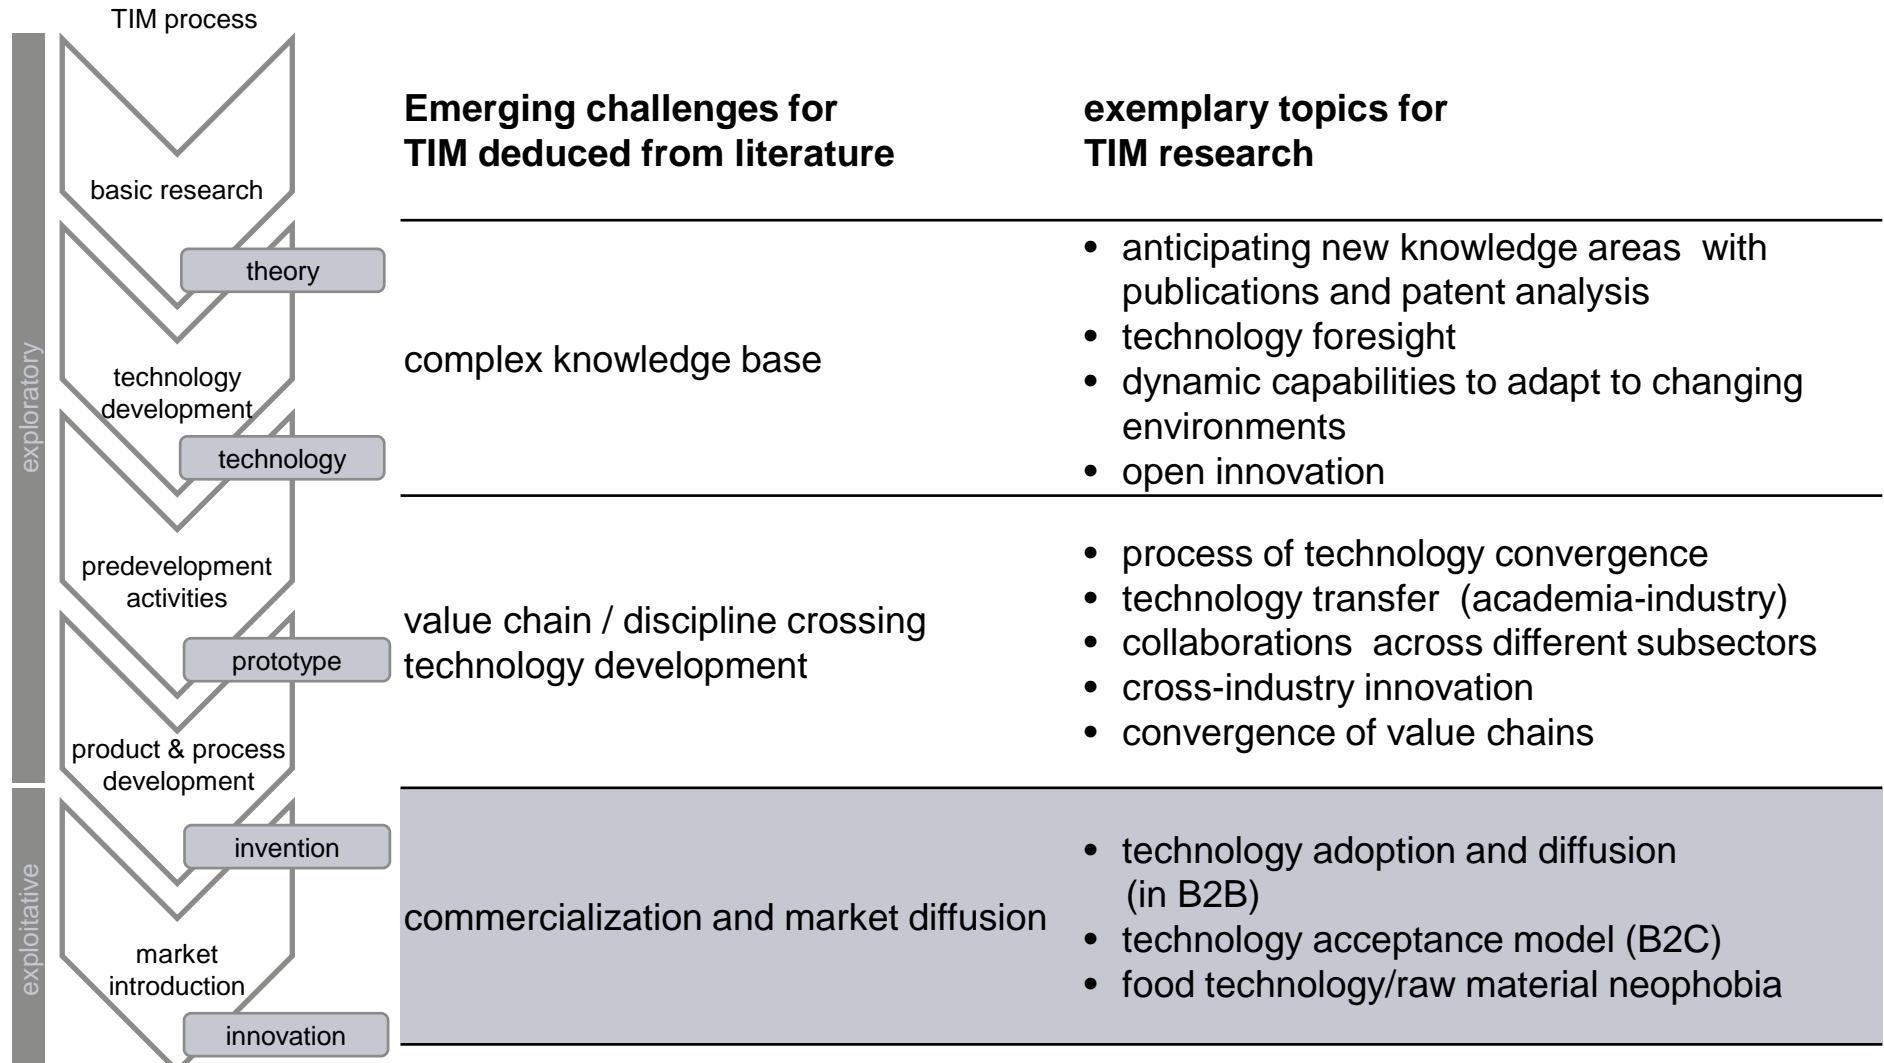 TIM process
exploratory
exploitative
basic research
theory
technology
development
technology
predevelopment
activities
prototype
product & process
development
invention
market
introduction
innovation
Emerging challenges for
TIM deduced from literature
exemplary topics for
TIM research
complex knowledge base
• anticipating new knowledge areas with
publications and patent analysis
• technology foresight
• dynamic capabilities to adapt to changing
environments
• open innovation
value chain / discipline crossing
technology development
• process of technology convergence
• technology transfer (academia-industry)
• collaborations across different subsectors
• cross-industry innovation
• convergence of value chains
commercialization and market diffusion
• technology adoption and diffusion
(in B2B)
• technology acceptance model (B2C)
• food technology/raw material neophobia